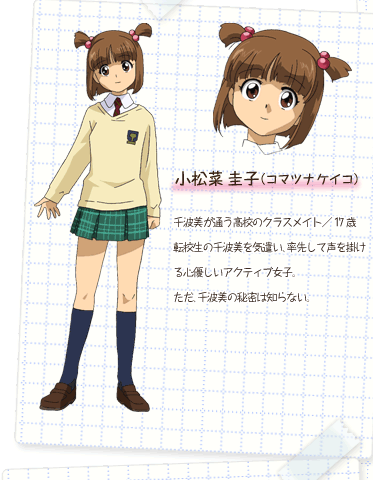 小松菜 圭子(コマツナケイコ)
千波美が通う高校のクラスメイト／17歳
転校生の千波美を気遣い、率先して声を掛け
る心優しいアクティブ女子。
ただ、千波美の秘密は知らない。